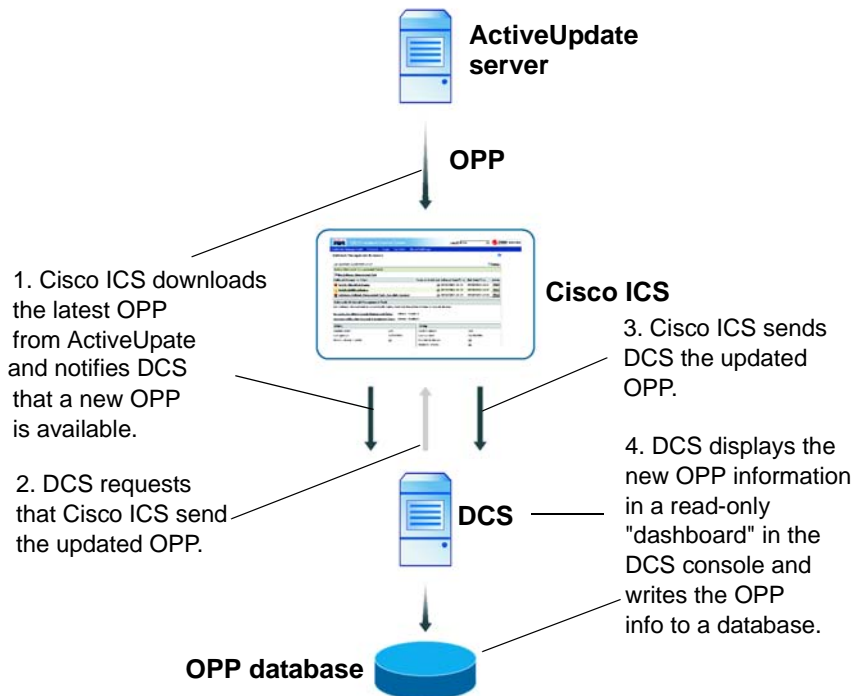 ActiveUpdate
server
OPP
1. Cisco ICS downloads
the latest OPP
from ActiveUpate
and notifies DCS
that a new OPP
is available.
Cisco ICS
3. Cisco ICS sends
DCS the updated
OPP.
2. DCS requests
that Cisco ICS send
the updated OPP.
DCS
4. DCS displays the
new OPP information
in a read-only
"dashboard" in the
DCS console and
writes the OPP
info to a database.
OPP database